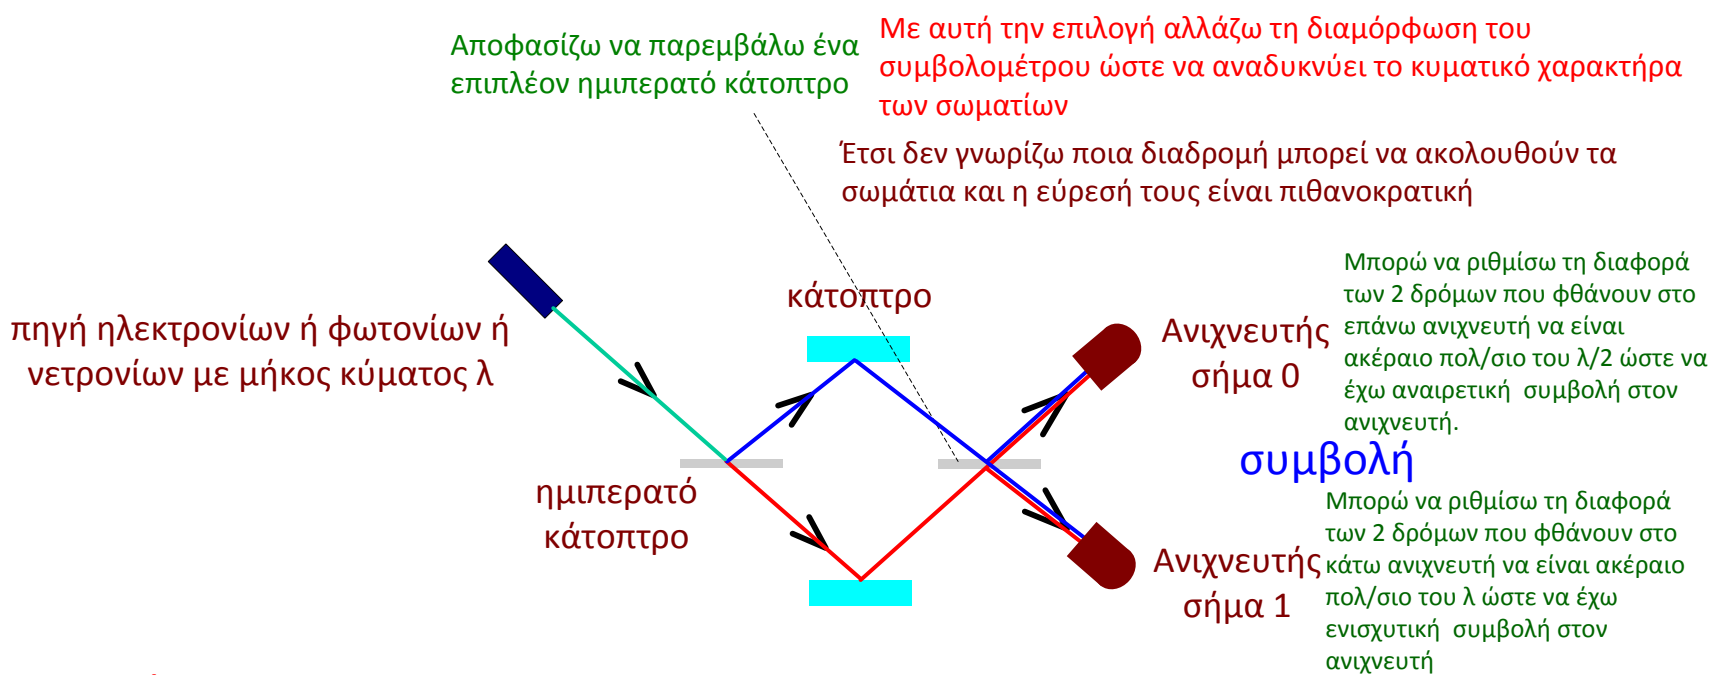 Αποφασίζω να παρεμβάλω ένα
επιπλέον ημιπερατό κάτοπτρο
Με αυτή την επιλογή αλλάζω τη διαμόρφωση του
συμβολομέτρου ώστε να αναδυκνύει το κυματικό χαρακτήρα
των σωματίων
Έτσι δεν γνωρίζω ποια διαδρομή μπορεί να ακολουθούν τα
σωμάτια και η εύρεσή τους είναι πιθανοκρατική
πηγή ηλεκτρονίων ή φωτονίων ή
νετρονίων με μήκος κύματος λ
κάτοπτρο
Ανιχνευτής
σήμα 0
Μπορώ να ριθμίσω τη διαφορά
των 2 δρόμων που φθάνουν στο
επάνω ανιχνευτή να είναι
ακέραιο πολ/σιο του λ/2 ώστε να
έχω αναιρετική συμβολή στον
ανιχνευτή.
συμβολή
ημιπερατό
κάτοπτρο
Ανιχνευτής
σήμα 1
Μπορώ να ριθμίσω τη διαφορά
των 2 δρόμων που φθάνουν στο
κάτω ανιχνευτή να είναι ακέραιο
πολ/σιο του λ ώστε να έχω
ενισχυτική συμβολή στον
ανιχνευτή